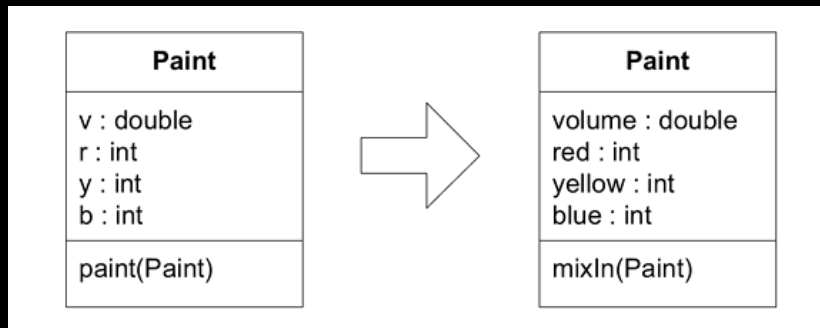 Paint
v : double
r : int
y : int
b : int
paint(Paint)
Paint
volume : double
red : int
yellow : int
blue : int
mixIn(Paint)